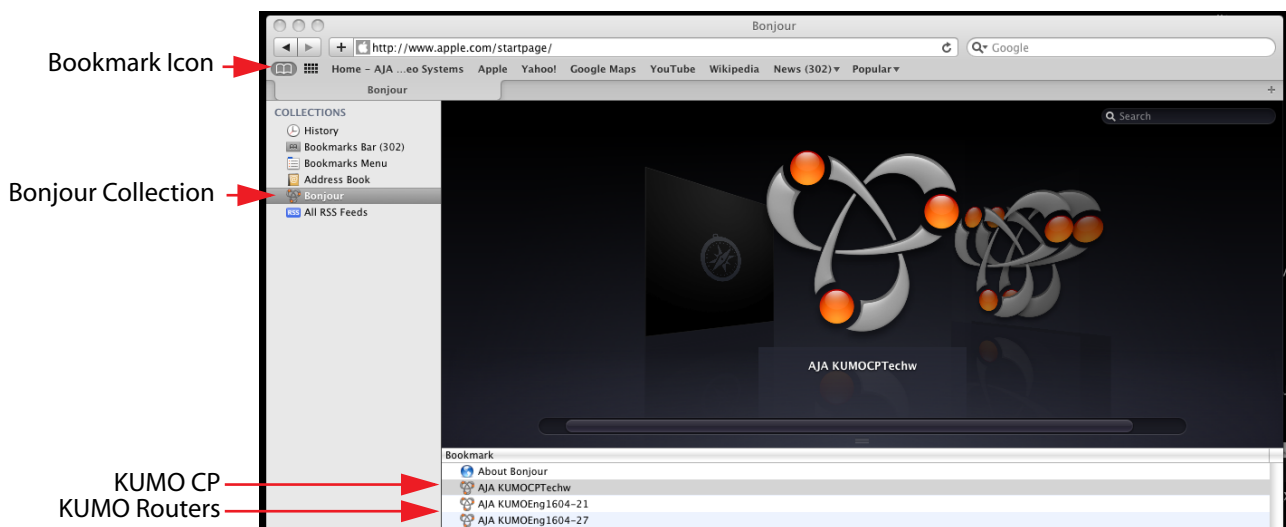 Bonjour
http://www.apple.com/startpage/
Google
Bookmark Icon
Home – AJA ...eo Systems Apple Yahoo! Google Maps YouTube Wikipedia News (302) Popular
Bonjour
COLLECTIONS
Search
History
Bookmarks Bar (302)
Bookmarks Menu
Address Book
Bonjour Collection
Bonjour
RSS All RSS Feeds
AJA KUMOCPTechw
Bookmark
About Bonjour
KUMO CP
AJA KUMOCPTechw
KUMO Routers
AJA KUMOEng1604-21
AJA KUMOEng1604-27